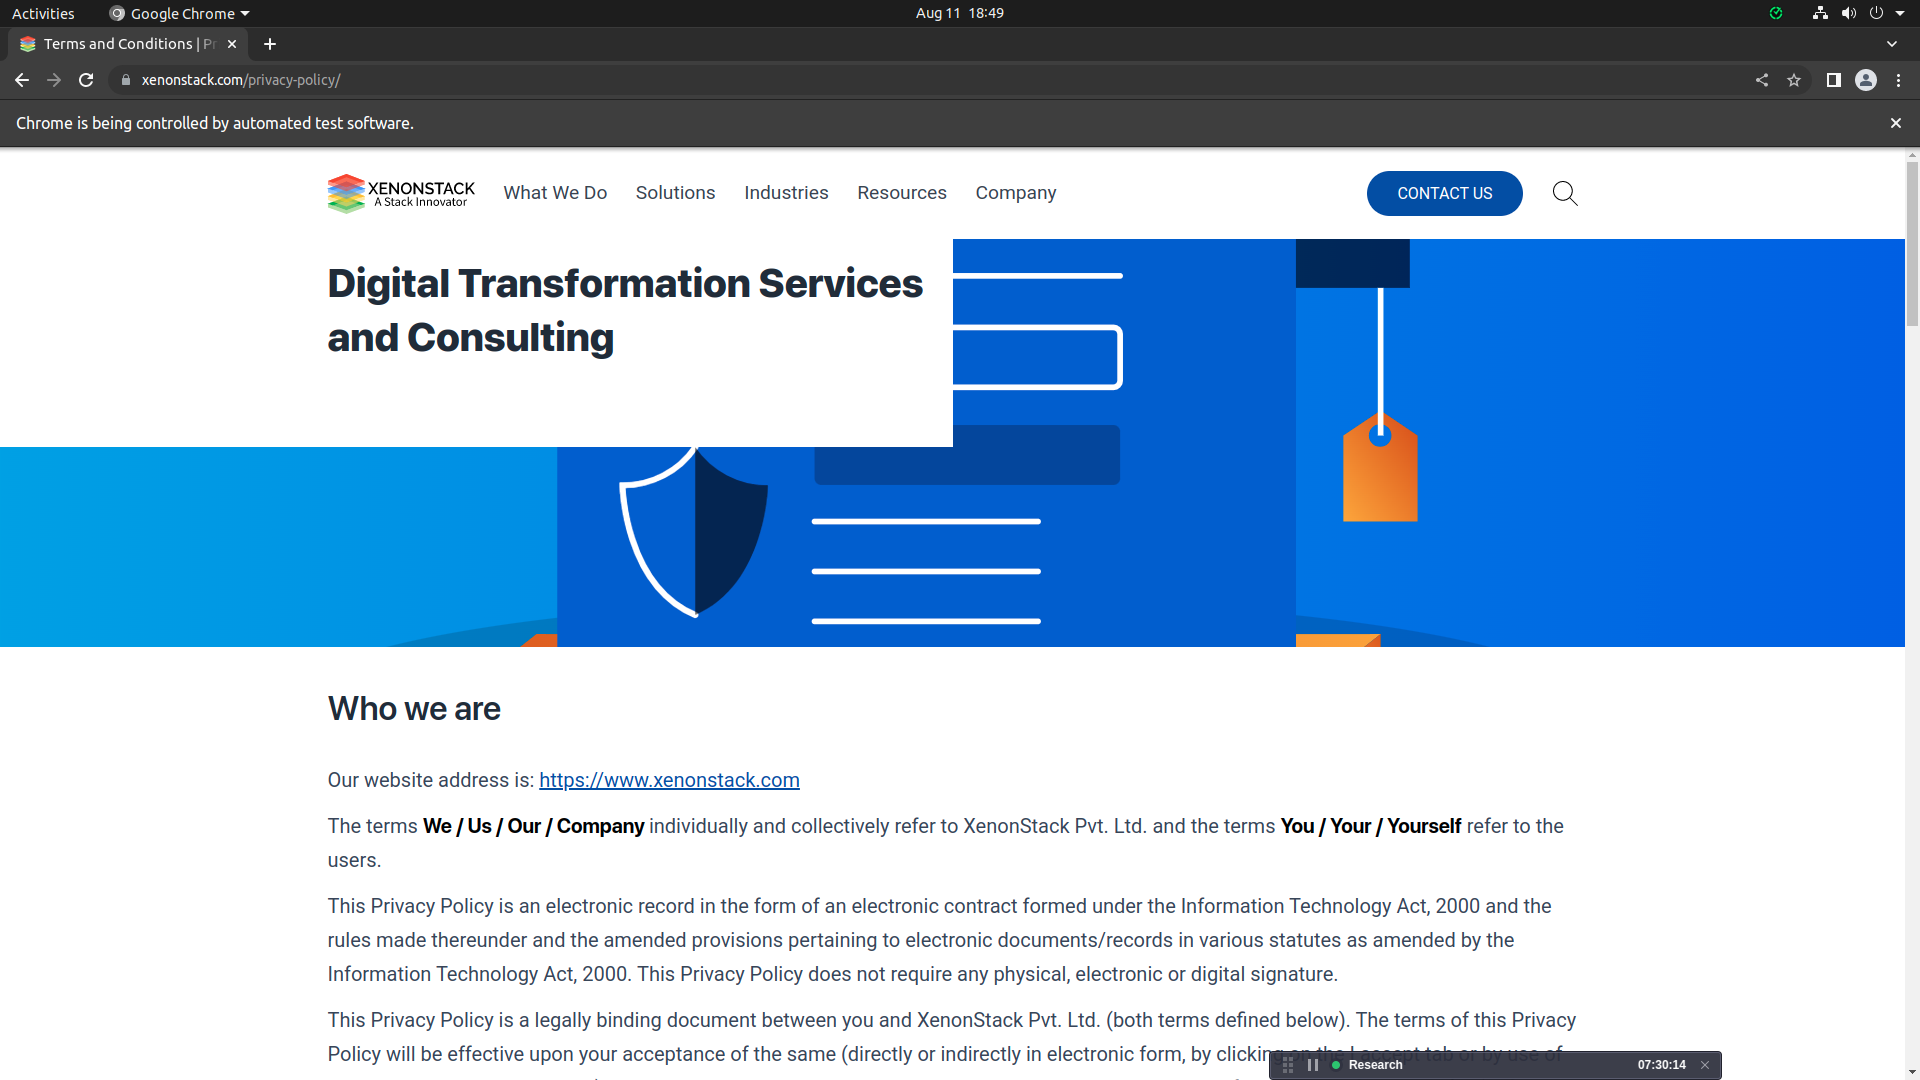 Activities
Google Chrome
Aug 11 18:49
Terms and Conditions | Pr
xenonstack.com/privacy-policy/
Chrome is being controlled by automated test software.
XENONSTACK
A Stack Innovator
What We Do
Solutions
Industries
Resources
Company
CONTACT US
Digital Transformation Services
and Consulting
Who we are
Our website address is: https://www.xenonstack.com
The terms We / Us / Our / Company individually and collectively refer to XenonStack Pvt. Ltd. and the terms You / Your / Yourself refer to the
users.
This Privacy Policy is an electronic record in the form of an electronic contract formed under the Information Technology Act, 2000 and the
rules made thereunder and the amended provisions pertaining to electronic documents/records in various statutes as amended by the
Information Technology Act, 2000. This Privacy Policy does not require any physical, electronic or digital signature.
This Privacy Policy is a legally binding document between you and XenonStack Pvt. Ltd. (both terms defined below). The terms of this Privacy
Policy will be effective upon your acceptance of the same (directly or indirectly in electronic form, by clicking on the I accept tab or by use of
Research
07:30:14